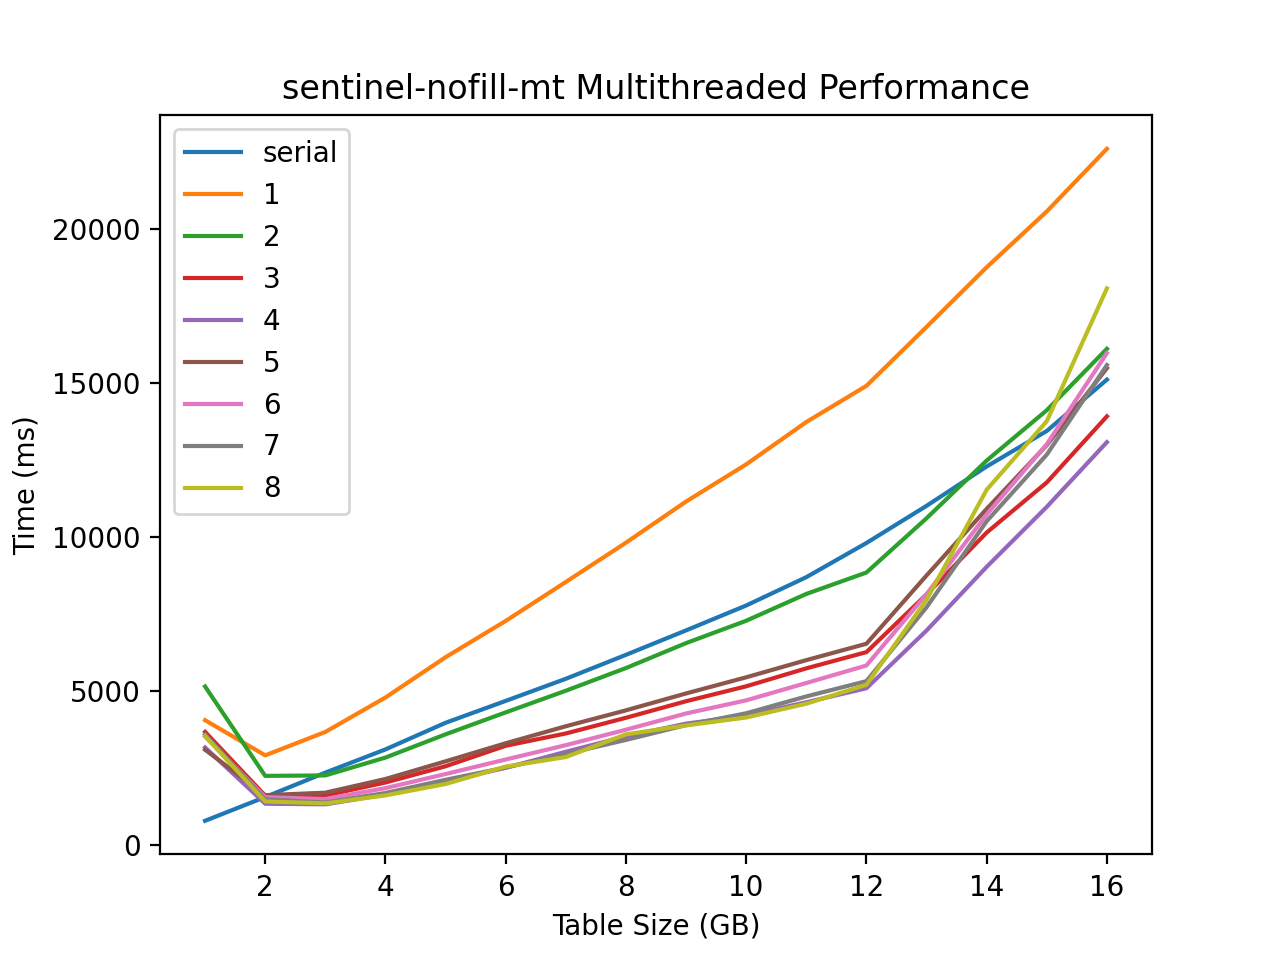 sentinel-nofill-mt Multithreaded Performance
serial
1
2
3
4
5
6
7
8
Time (ms)
20000
15000
10000
5000
0
2 4 6 8 10 12 14 16
Table Size (GB)